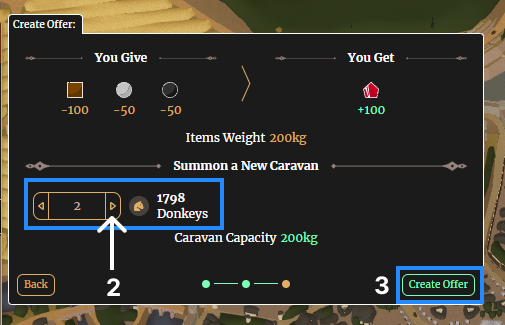 Create Offer:
You Give
You Get
-100 -50 -50 +100
Items Weight 200kg
Summon a New Caravan
2 1798 Donkeys
Caravan Capacity 200kg
2
3
Back
Create Offer